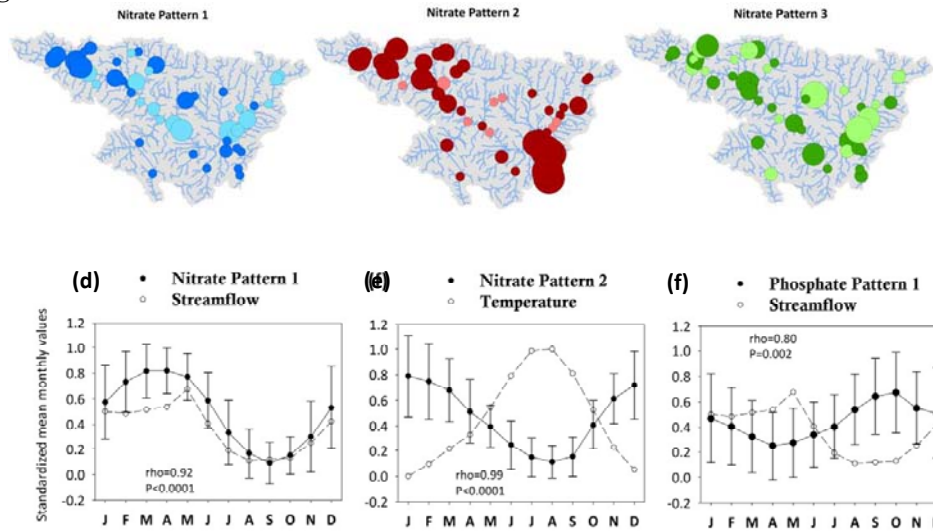 Nitrate Pattern 1
Nitrate Pattern 2
Nitrate Pattern 3
(d)
Nitrate Pattern 1
Streamflow
(e)
Nitrate Pattern 2
Temperature
(f)
Phosphate Pattern 1
Streamflow
Standardized mean monthly values
1.2
1.0
0.8
0.6
0.4
0.2
0.0
-0.2
rho=0.92
P<0.0001
J F M A M J J A S O N D
1.2
1.0
0.8
0.6
0.4
0.2
0.0
-0.2
rho=0.99
P<0.0001
J F M A M J J A S O N D
1.2
1.0
0.8
0.6
0.4
0.2
0.0
-0.2
rho=0.80
P=0.002
J F M A M J J A S O N